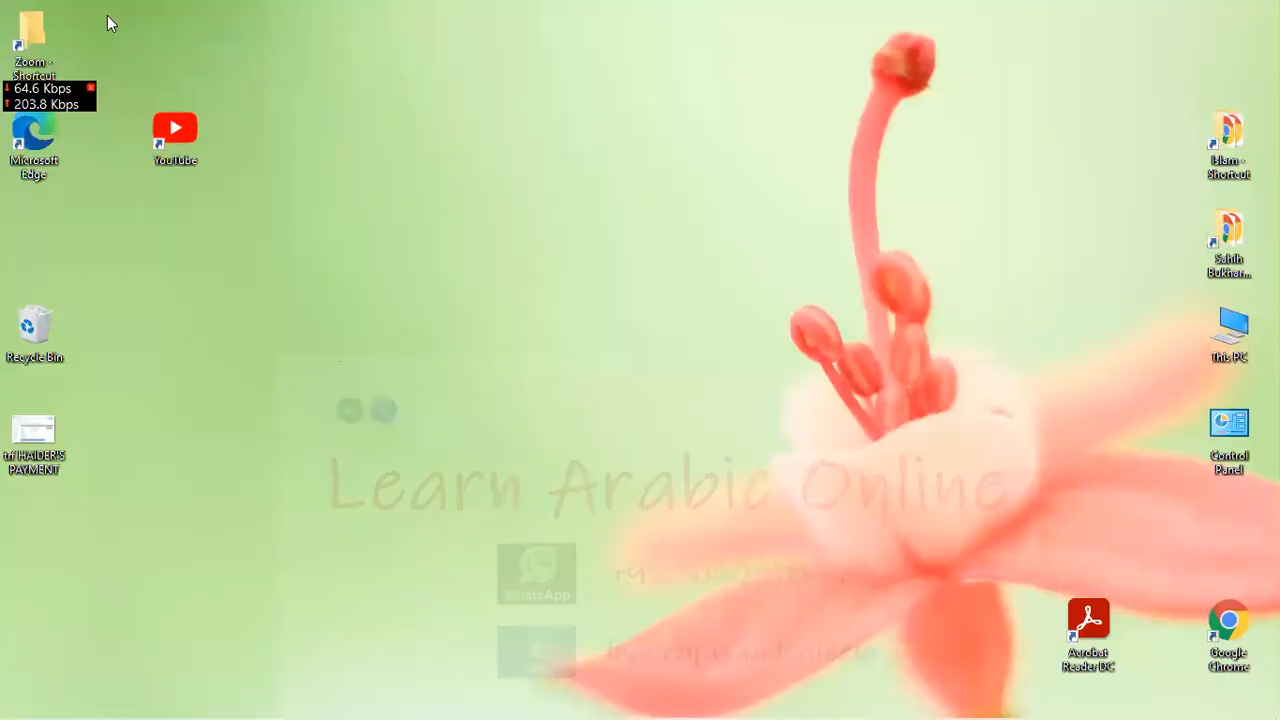 Zoom -
Shortcut
64.6 Kbps
203.8 Kbps
Microsoft
Edge
YouTube
Recycle Bin
trf HAIDER'S
PAYMENT
Islam -
Shortcut
Sahih
Bukhar...
This PC
Control
Panel
Learn Arabic Online
WhatsApp
Acrobat
Reader DC
Google
Chrome